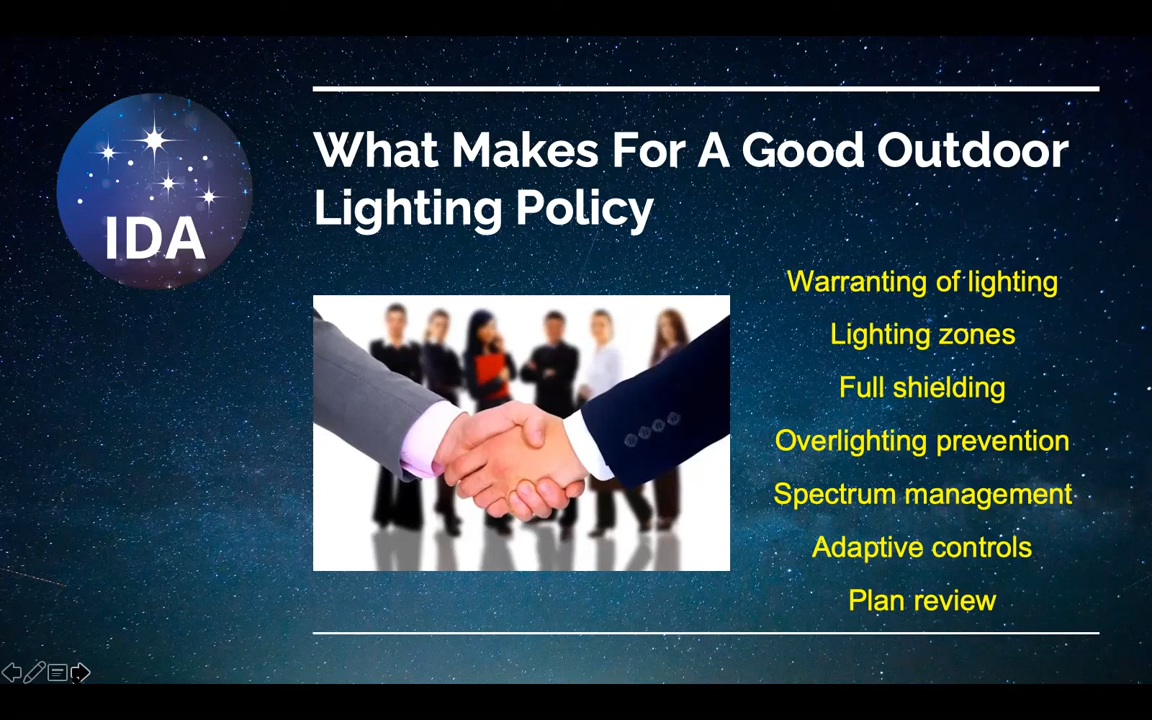 IDA
What Makes For A Good Outdoor
Lighting Policy
Warranting of lighting
Lighting zones
Full shielding
Overlighting prevention
Spectrum management
Adaptive controls
Plan review